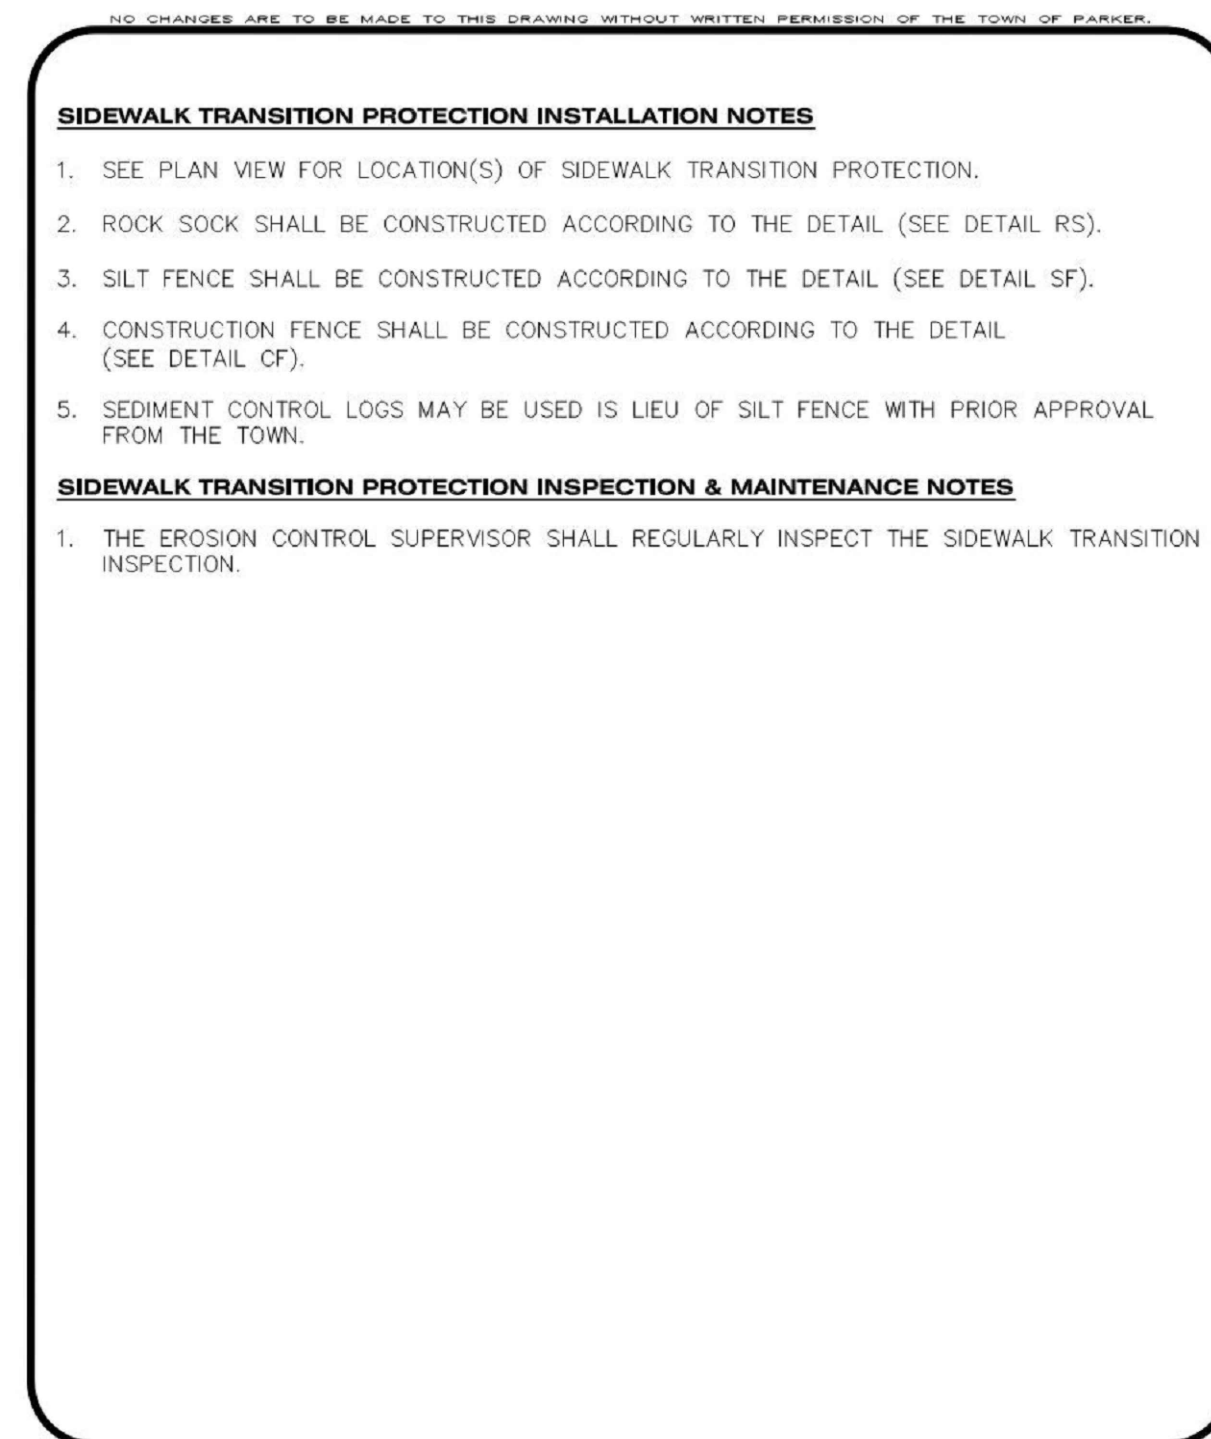 NO CHANGES ARE TO BE MADE TO THIS DRAWING WITHOUT WRITTEN PERMISSION OF THE TOWN OF PARKER.
SIDEWALK TRANSITION PROTECTION INSTALLATION NOTES
1. SEE PLAN VIEW FOR LOCATION(S) OF SIDEWALK TRANSITION PROTECTION.
2. ROCK SOCK SHALL BE CONSTRUCTED ACCORDING TO THE DETAIL (SEE DETAIL RS).
3. SILT FENCE SHALL BE CONSTRUCTED ACCORDING TO THE DETAIL (SEE DETAIL SF).
4. CONSTRUCTION FENCE SHALL BE CONSTRUCTED ACCORDING TO THE DETAIL
(SEE DETAIL CF).
5. SEDIMENT CONTROL LOGS MAY BE USED IS LIEU OF SILT FENCE WITH PRIOR APPROVAL
FROM THE TOWN.
SIDEWALK TRANSITION PROTECTION INSPECTION & MAINTENANCE NOTES
1. THE EROSION CONTROL SUPERVISOR SHALL REGULARLY INSPECT THE SIDEWALK TRANSITION
INSPECTION.